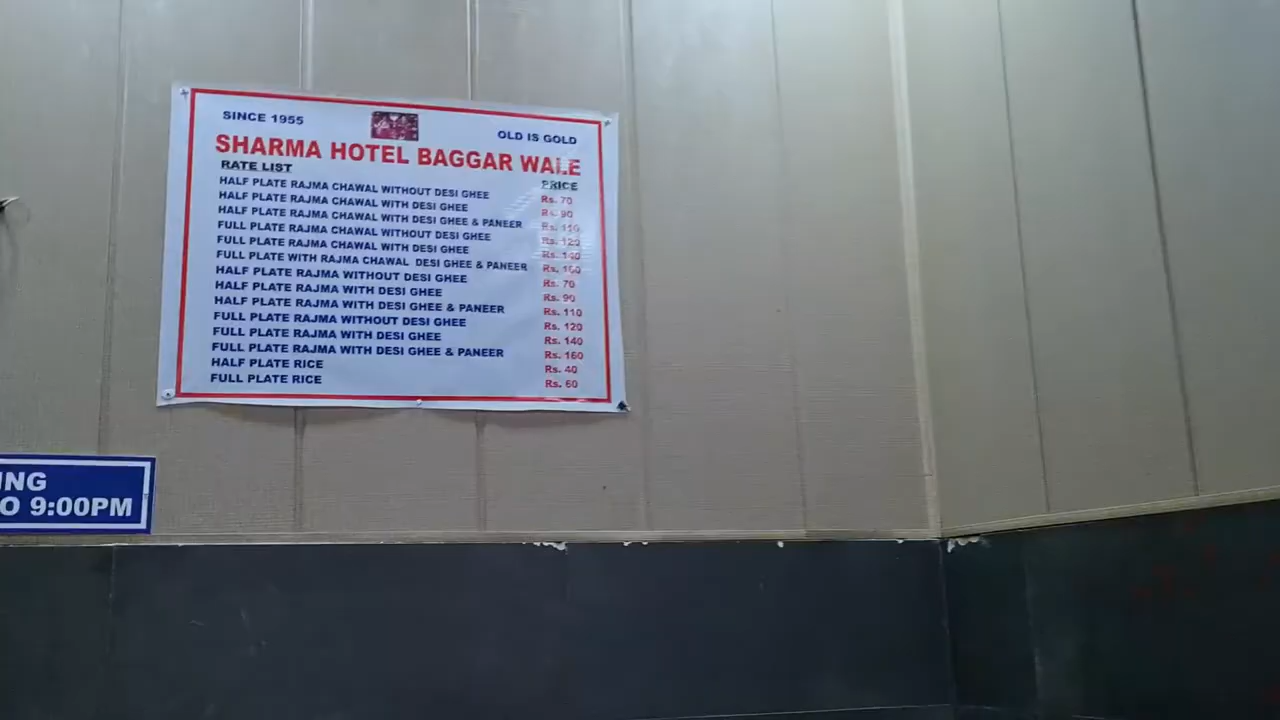 SINCE 1955
OLD IS GOLD
SHARMA HOTEL BAGGAR WALE
RATE LIST PRICE
HALF PLATE RAJMA CHAWAL WITHOUT DESI GHEE Rs. 70
HALF PLATE RAJMA CHAWAL WITH DESI GHEE Rs. 90
HALF PLATE RAJMA CHAWAL WITH DESI GHEE & PANEER Rs. 110
FULL PLATE RAJMA CHAWAL WITHOUT DESI GHEE Rs. 120
FULL PLATE RAJMA CHAWAL WITH DESI GHEE Rs. 140
FULL PLATE WITH RAJMA CHAWAL DESI GHEE & PANEER Rs. 160
HALF PLATE RAJMA WITHOUT DESI GHEE Rs. 70
HALF PLATE RAJMA WITH DESI GHEE Rs. 90
HALF PLATE RAJMA WITH DESI GHEE & PANEER Rs. 110
FULL PLATE RAJMA WITHOUT DESI GHEE Rs. 120
FULL PLATE RAJMA WITH DESI GHEE Rs. 140
FULL PLATE RAJMA WITH DESI GHEE & PANEER Rs. 160
HALF PLATE RICE Rs. 40
FULL PLATE RICE Rs. 60
ING
O 9:00PM